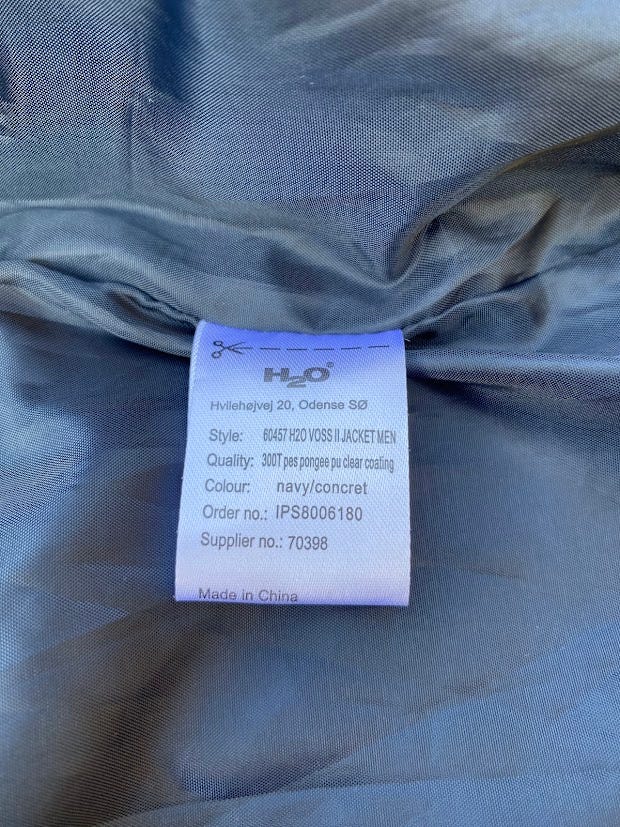 H2O®
Hvilehøjvej 20, Odense SØ
Style: 60457 H2O VOSS II JACKET MEN
Quality: 300T pes pongee pu clear coating
Colour: navy/concret
Order no.: IPS8006180
Supplier no.: 70398
Made in China